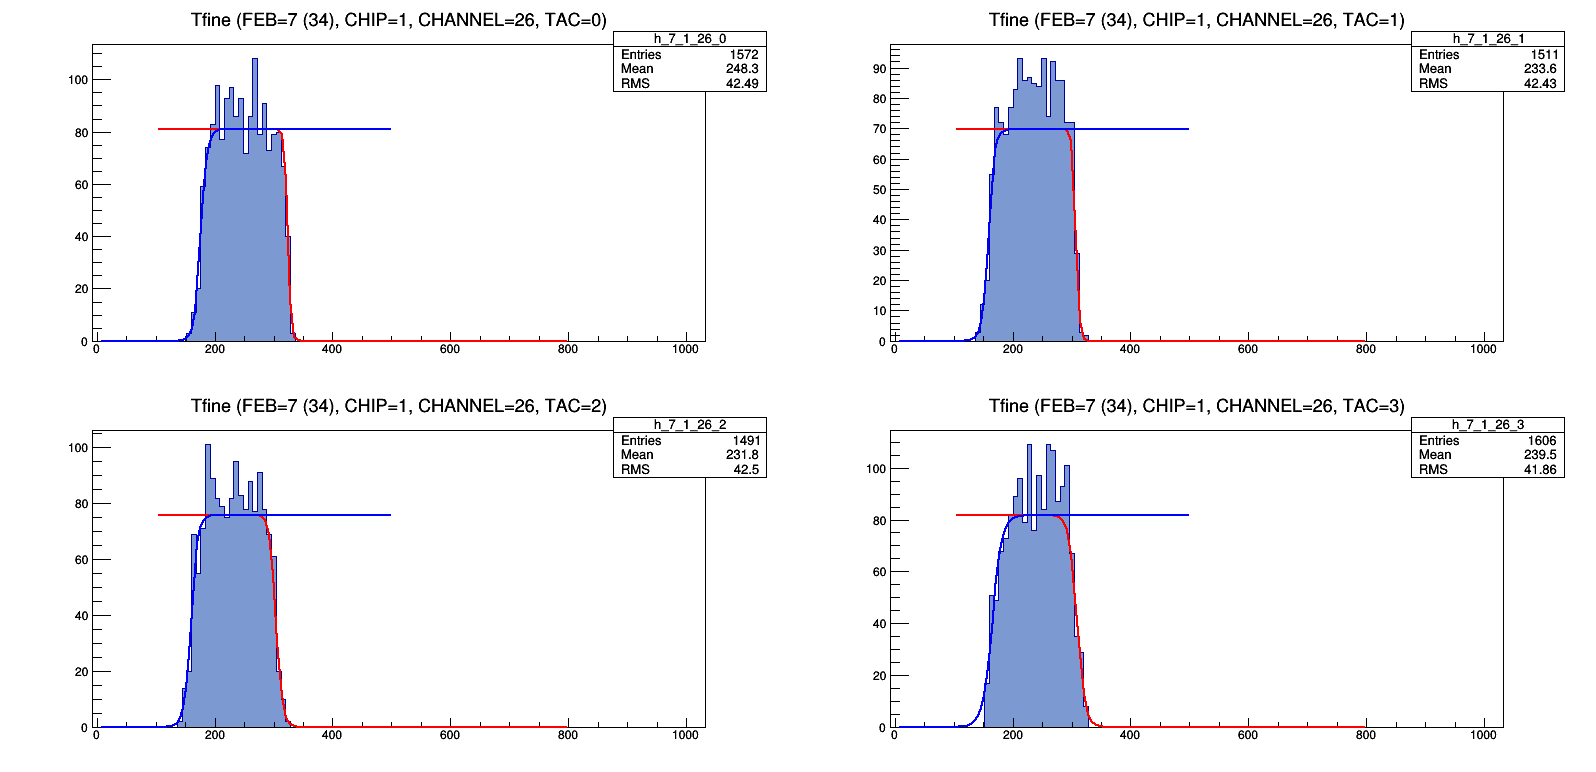 Tfine (FEB=7 (34), CHIP=1, CHANNEL=26, TAC=0)
h_7_1_26_0
Entries 1572
Mean 248.3
RMS 42.49
100
80
60
40
20
0
0 200 400 600 800 1000
Tfine (FEB=7 (34), CHIP=1, CHANNEL=26, TAC=1)
h_7_1_26_1
Entries 1511
Mean 233.6
RMS 42.43
90
80
70
60
50
40
30
20
10
0
0 200 400 600 800 1000
Tfine (FEB=7 (34), CHIP=1, CHANNEL=26, TAC=2)
h_7_1_26_2
Entries 1491
Mean 231.8
RMS 42.5
100
80
60
40
20
0
0 200 400 600 800 1000
Tfine (FEB=7 (34), CHIP=1, CHANNEL=26, TAC=3)
h_7_1_26_3
Entries 1606
Mean 239.5
RMS 41.86
100
80
60
40
20
0
0 200 400 600 800 1000